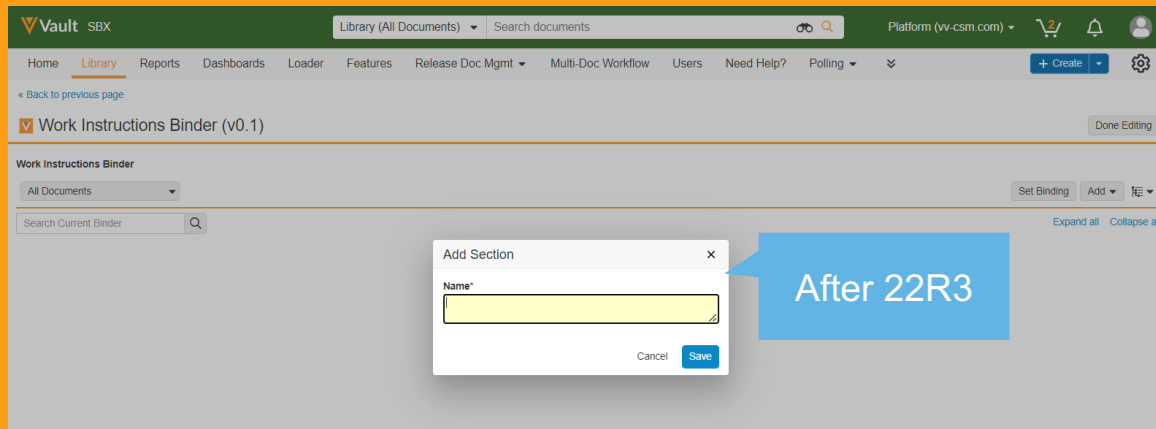 Vault SBX
Library (All Documents) Search documents
Platform (vv-csm.com)
2
Home Library Reports Dashboards Loader Features Release Doc Mgmt Multi-Doc Workflow Users Need Help? Polling
+ Create
« Back to previous page
Work Instructions Binder (v0.1)
Done Editing
Work Instructions Binder
All Documents
Set Binding Add
Search Current Binder
Expand all Collapse a
Add Section ×
Name*
Cancel Save
After 22R3